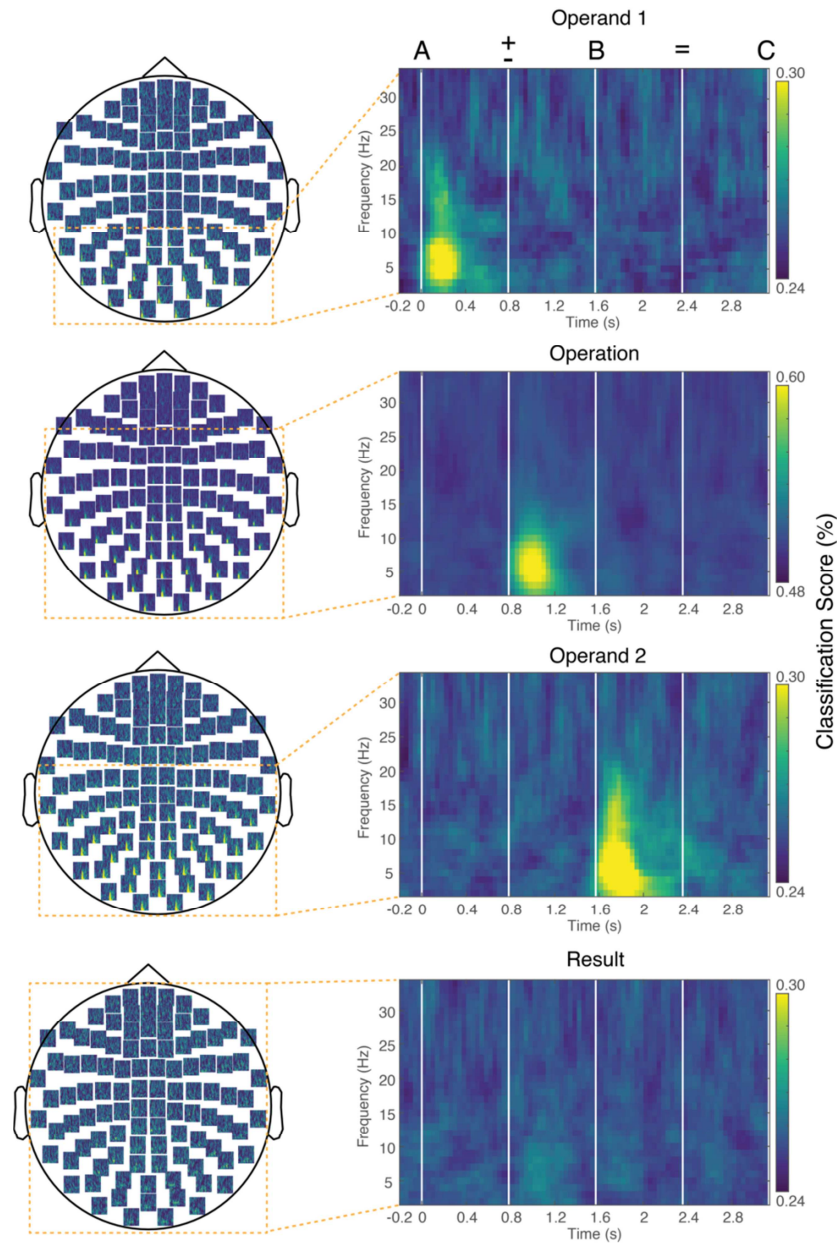 Operand 1
A + - B = C
Frequency (Hz)
30
25
20
15
10
5
-0.2 0 0.4 0.8 1.2 1.6 2 2.4 2.8
Time (s)
0.30
0.24
Operation
Frequency (Hz)
30
25
20
15
10
5
-0.2 0 0.4 0.8 1.2 1.6 2 2.4 2.8
Time (s)
0.60
0.48
Classification Score (%)
Operand 2
Frequency (Hz)
30
25
20
15
10
5
-0.2 0 0.4 0.8 1.2 1.6 2 2.4 2.8
Time (s)
0.30
0.24
Result
Frequency (Hz)
30
25
20
15
10
5
-0.2 0 0.4 0.8 1.2 1.6 2 2.4 2.8
Time (s)
0.30
0.24